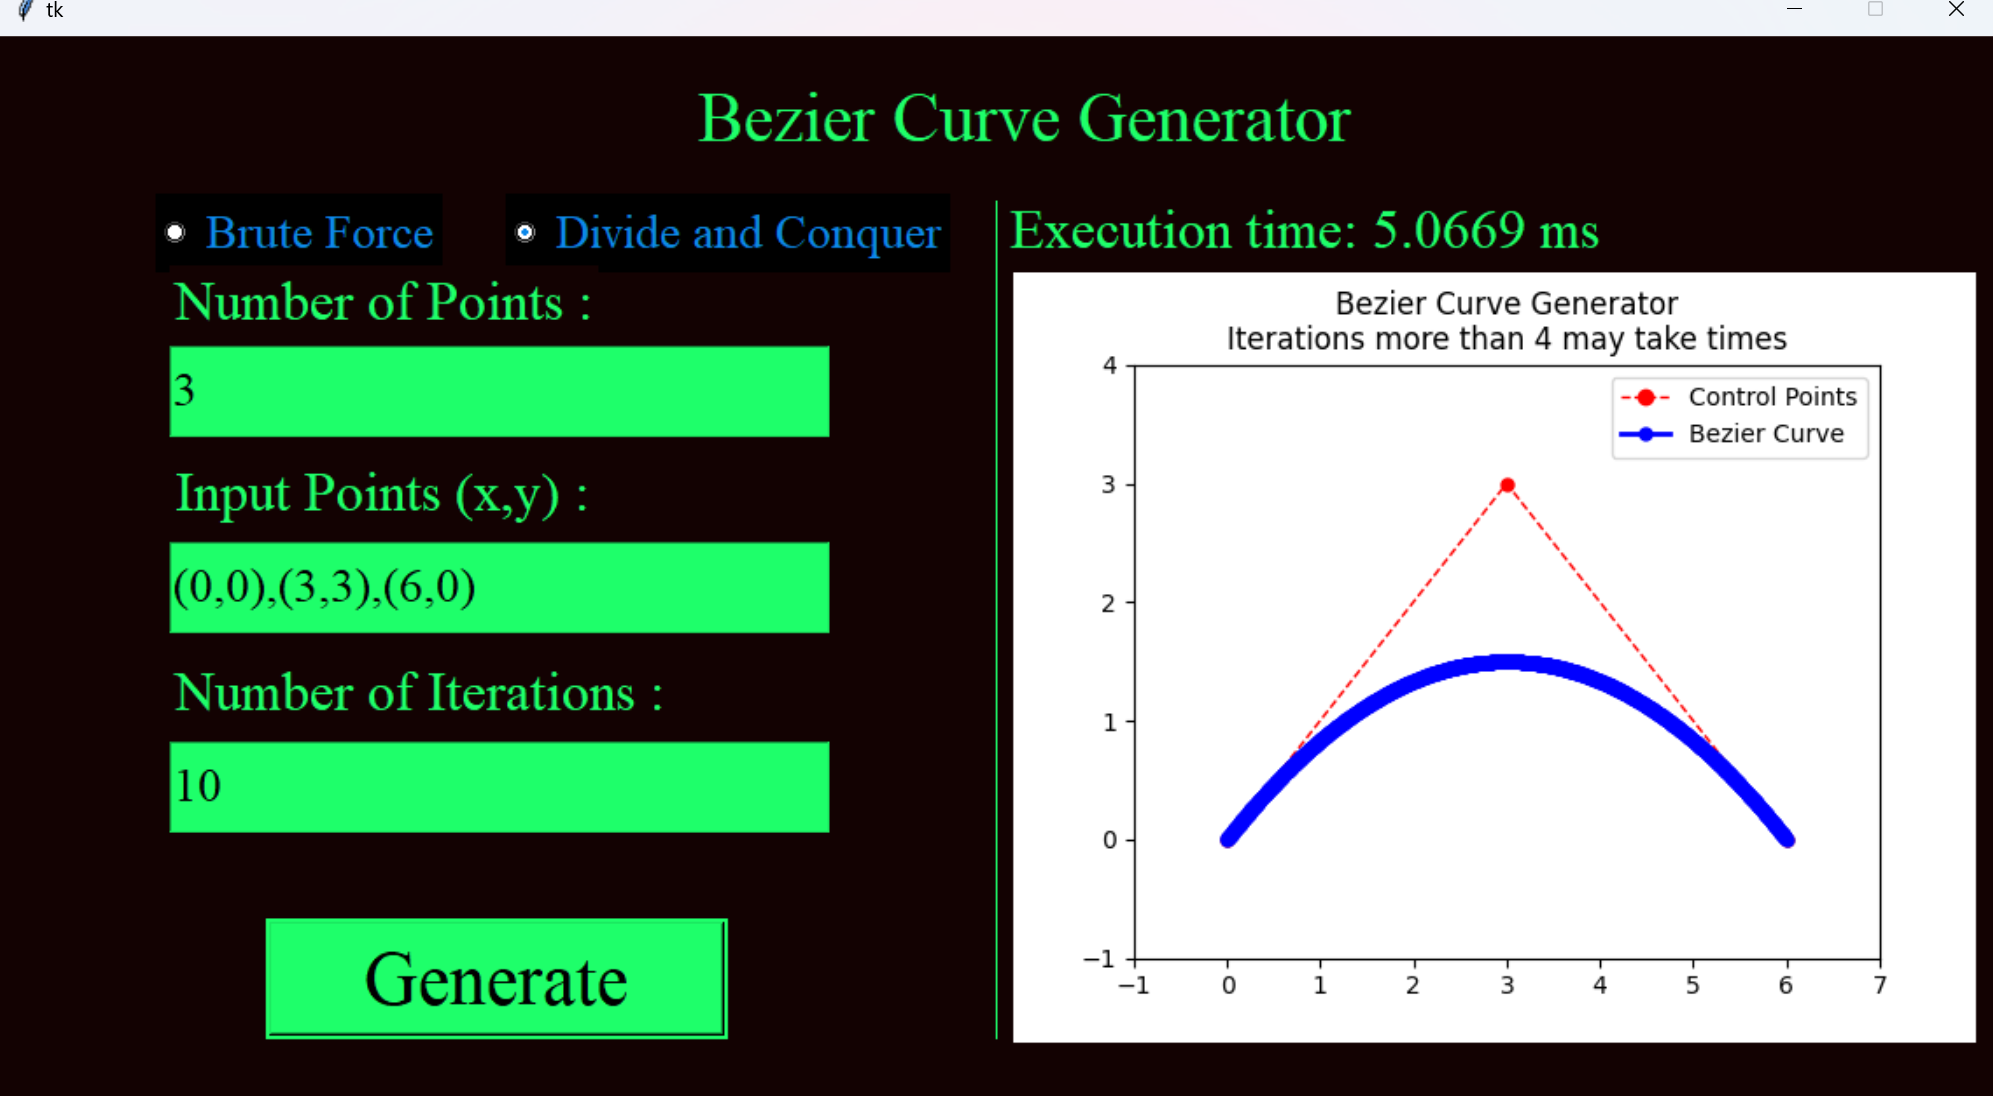 tk
Bezier Curve Generator
Brute Force
Divide and Conquer
Number of Points :
3
Input Points (x,y) :
(0,0),(3,3),(6,0)
Number of Iterations :
10
Generate
Execution time: 5.0669 ms
Bezier Curve Generator
Iterations more than 4 may take times
Control Points
Bezier Curve
4
3
2
1
0
−1
−1 0 1 2 3 4 5 6 7